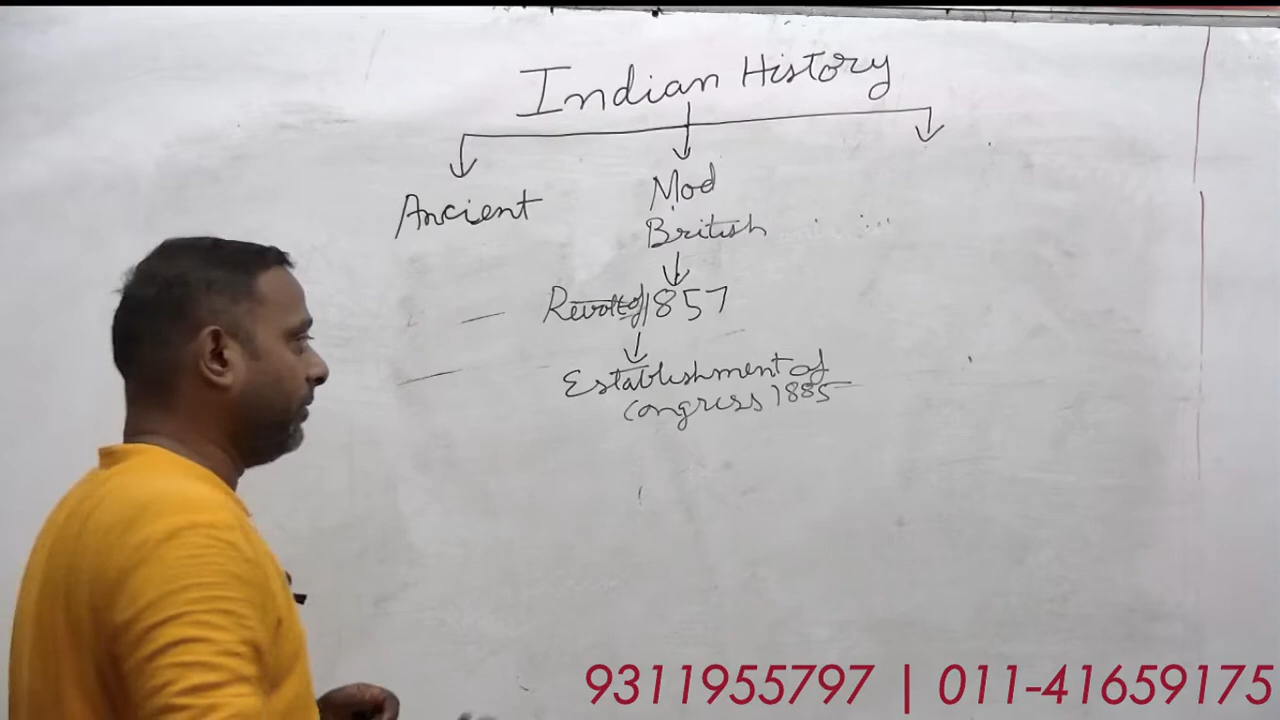 Indian History
Ancient
Mod
British
Revolt of 1857
Establishment of
Congress 1885
9311955797 | 011-41659175